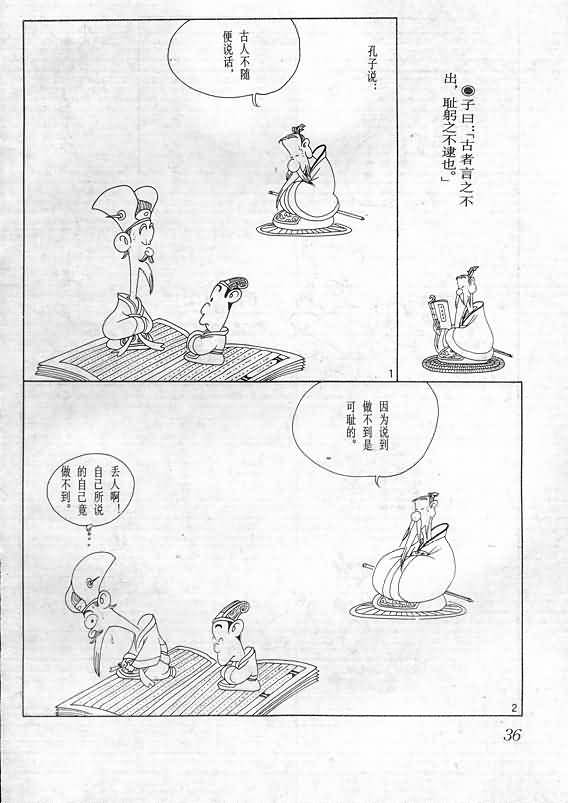 ◉子曰：「古者言之不
出，耻躬之不逮也。」
孔子说：
古人不随
便说话，
1
因为说到
做不到是
可耻的。
丢人啊！
自己所说
的自己竟
做不到。
2
36